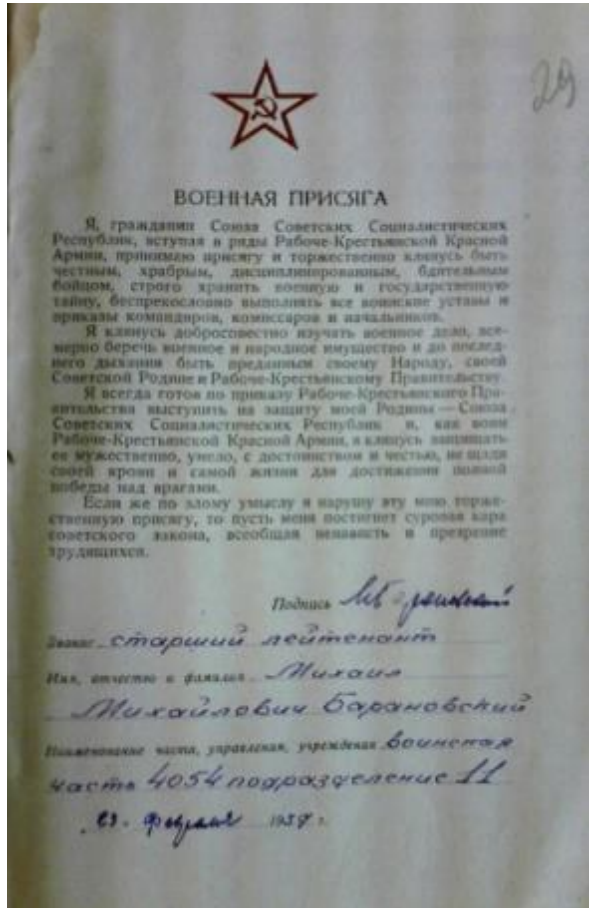 29
ВОЕННАЯ ПРИСЯГА
Я, гражданин Союза Советских Социалистических
Республик, вступая в ряды Рабоче-Крестьянской Красной
Армии, принимаю присягу и торжественно клянусь быть
честным, храбрым, дисциплинированным, бдительным
бойцом, строго хранить военную и государственную
тайну, беспрекословно выполнять все воинские уставы и
приказы командиров, комиссаров и начальников.
Я клянусь добросовестно изучать военное дело, все-
мерно беречь военное и народное имущество и до послед-
него дыхания быть преданным своему Народу, своей
Советской Родине и Рабоче-Крестьянскому Правительству.
Я всегда готов по приказу Рабоче-Крестьянского Пра-
вительства выступить на защиту моей Родины — Союза
Советских Социалистических Республик и, как воин
Рабоче-Крестьянской Красной Армии, я клянусь защищать
ее мужественно, умело, с достоинством и честью, не щадя
своей крови и самой жизни для достижения полной
победы над врагами.
Если же по злому умыслу я нарушу эту мою торже-
ственную присягу, то пусть меня постигнет суровая кара
советского закона, всеобщая ненависть и презрение
трудящихся.
Подпись
Звание старший лейтенант
Имя, отчество и фамилия Михаил
Михайлович Барановский
Наименование части, управления, учреждения воинская
часть 4054 подразделение 11
23 февраля 1939 г.